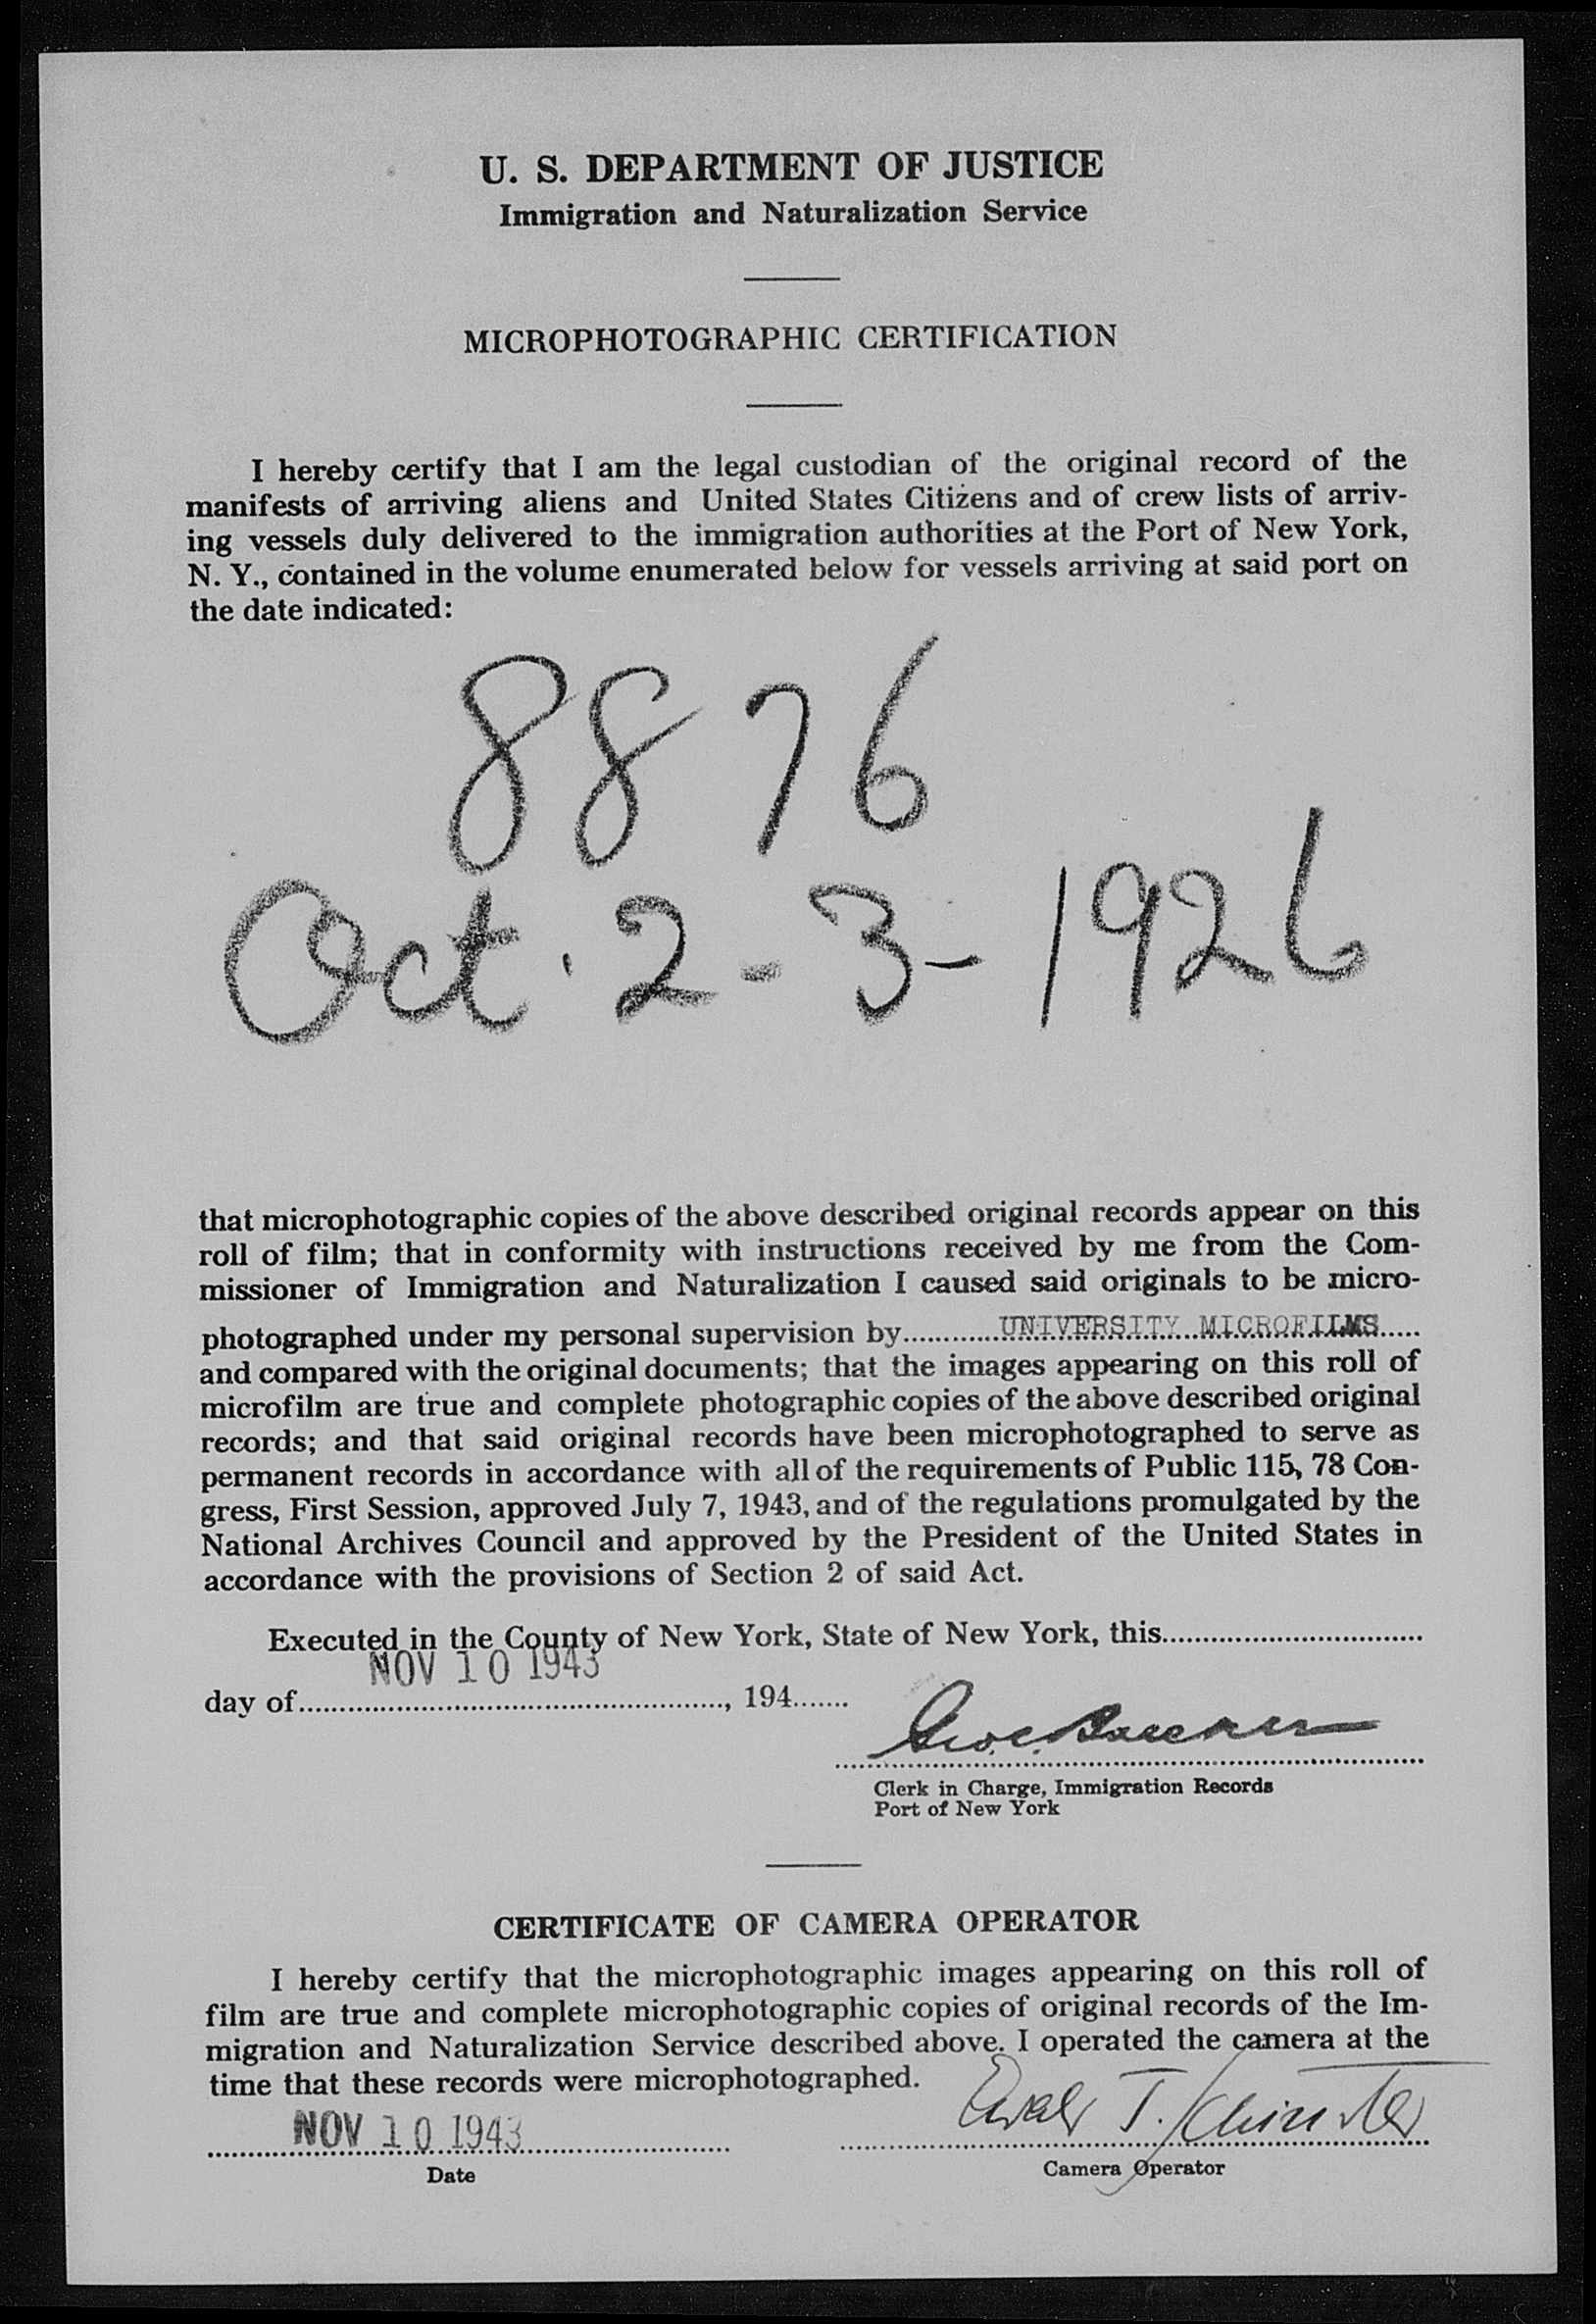 U. S. DEPARTMENT OF JUSTICE
Immigration and Naturalization Service
MICROPHOTOGRAPHIC CERTIFICATION
I hereby certify that I am the legal custodian of the original record of the
manifests of arriving aliens and United States Citizens and of crew lists of arriv-
ing vessels duly delivered to the immigration authorities at the Port of New York,
N. Y., contained in the volume enumerated below for vessels arriving at said port on
the date indicated:
8876
Oct. 2-3-1926
that microphotographic copies of the above described original records appear on this
roll of film; that in conformity with instructions received by me from the Com-
missioner of Immigration and Naturalization I caused said originals to be micro-
photographed under my personal supervision by UNIVERSITY MICROFILMS
and compared with the original documents; that the images appearing on this roll of
microfilm are true and complete photographic copies of the above described original
records; and that said original records have been microphotographed to serve as
permanent records in accordance with all of the requirements of Public 115, 78 Con-
gress, First Session, approved July 7, 1943, and of the regulations promulgated by the
National Archives Council and approved by the President of the United States in
accordance with the provisions of Section 2 of said Act.
Executed in the County of New York, State of New York, this
NOV 10 1943
day of , 194
Clerk in Charge, Immigration Records
Port of New York
CERTIFICATE OF CAMERA OPERATOR
I hereby certify that the microphotographic images appearing on this roll of
film are true and complete microphotographic copies of original records of the Im-
migration and Naturalization Service described above. I operated the camera at the
time that these records were microphotographed.
NOV 10 1943
Date
Camera Operator